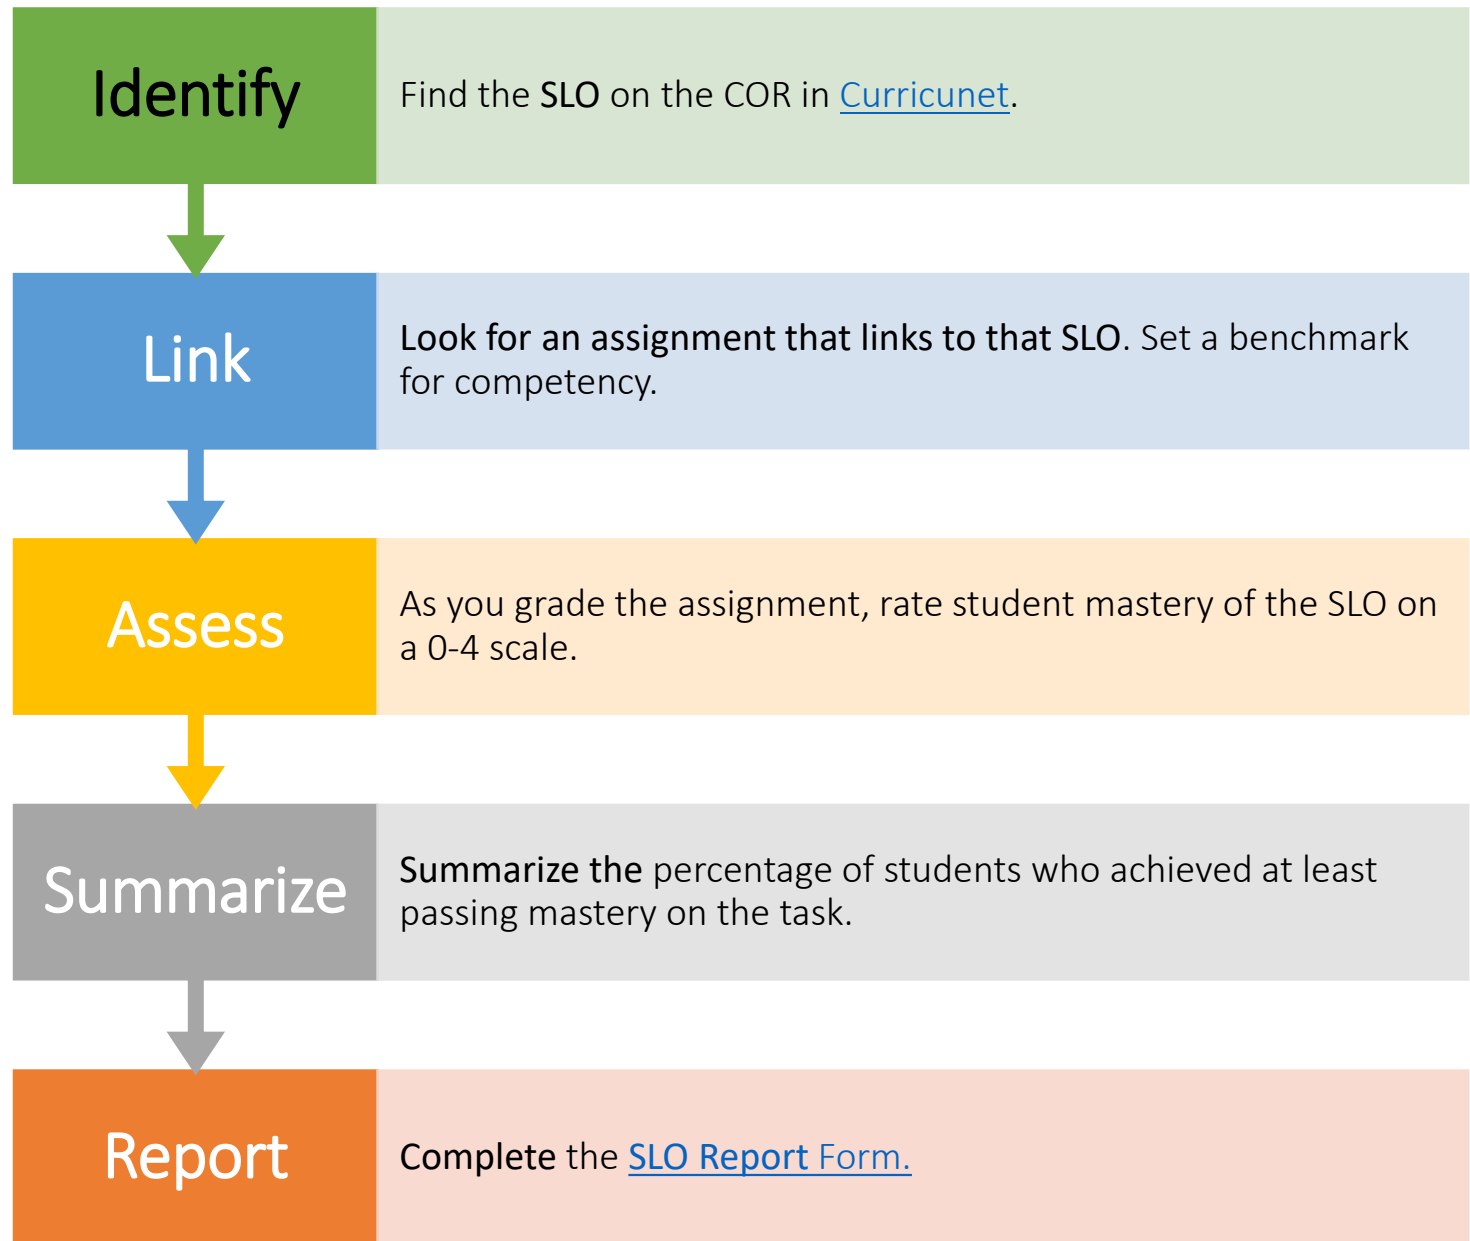 Identify
Find the SLO on the COR in Curricunet.
Link
Look for an assignment that links to that SLO. Set a benchmark
for competency.
Assess
As you grade the assignment, rate student mastery of the SLO on
a 0-4 scale.
Summarize
Summarize the percentage of students who achieved at least
passing mastery on the task.
Report
Complete the SLO Report Form.